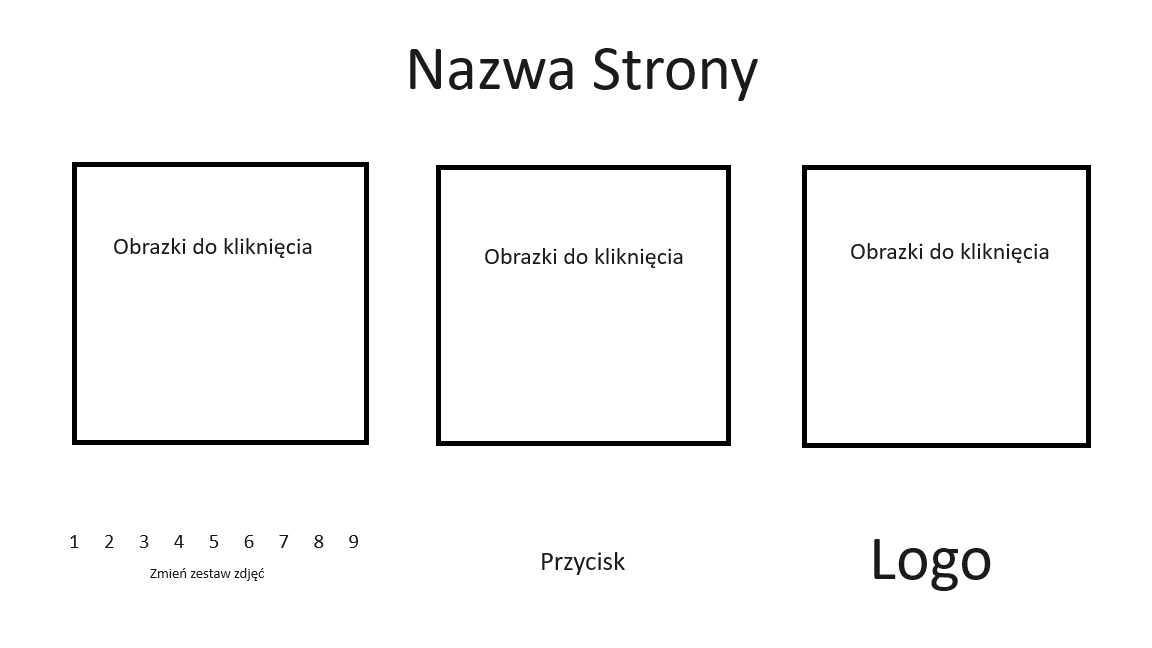 Nazwa Strony
Obrazki do kliknięcia
Obrazki do kliknięcia
Obrazki do kliknięcia
1 2 3 4 5 6 7 8 9
Zmień zestaw zdjęć
Przycisk
Logo